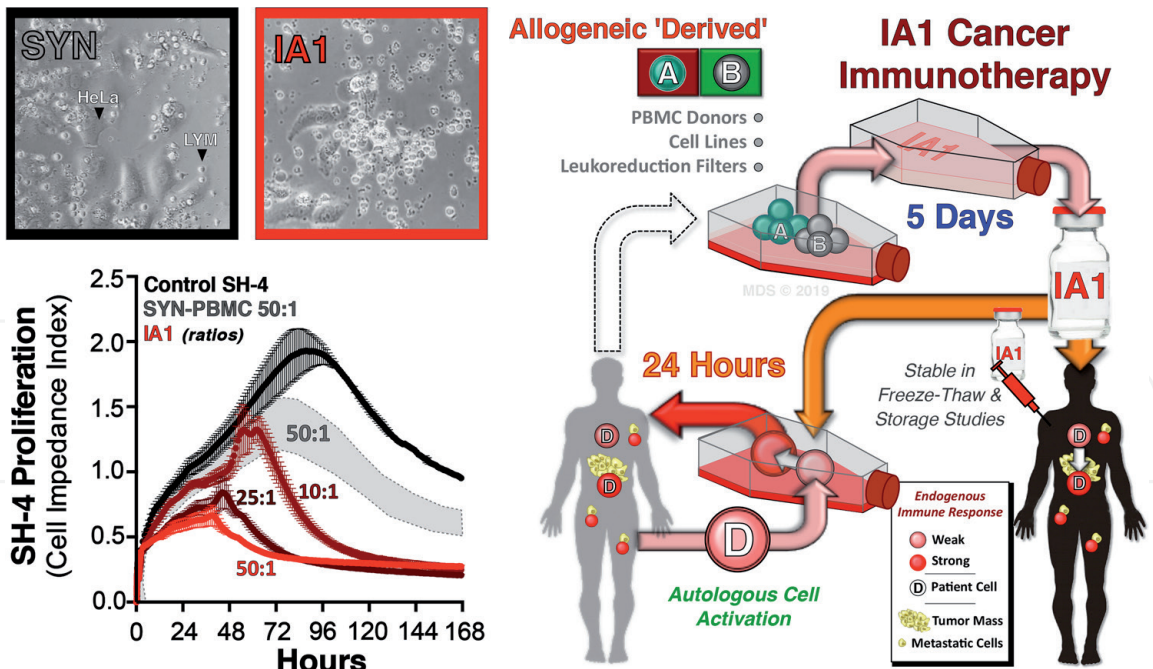 SYN
HeLa
LYM
IA1
SH-4 Proliferation
(Cell Impedance Index)
2.5
2.0
1.5
1.0
0.5
0.0
Control SH-4
SYN-PBMC 50:1
IA1 (ratios)
50:1
25:1
10:1
50:1
0 24 48 72 96 120 144 168
Hours
Allogeneic 'Derived'
A B
PBMC Donors
Cell Lines
Leukoreduction Filters
IA1 Cancer
Immunotherapy
IA1
5 Days
A B
MDS © 2019
IA1
24 Hours
IA1
Stable in
Freeze-Thaw &
Storage Studies
D
D
D
D
D
Autologous Cell
Activation
Endogenous
Immune Response
Weak
Strong
D Patient Cell
Tumor Mass
Metastatic Cells